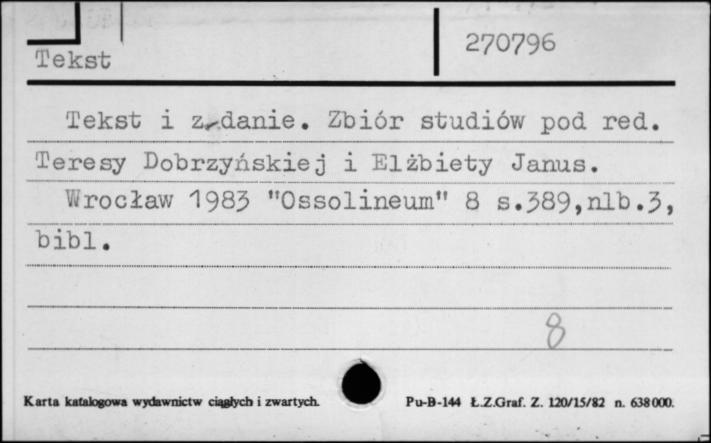 Tekst
270796
Tekst i zdanie. Zbiór studiów pod red.
Teresy Dobrzyńskiej i Elżbiety Janus.
Wrocław 1983 "Ossolineum" 8 s.389,nlb.3,
bibl.
8
Karta katalogowa wydawnictw ciągłych i zwartych.
Pu-B-144 Ł.Z.Graf. Z. 120/15/82 n. 638000.